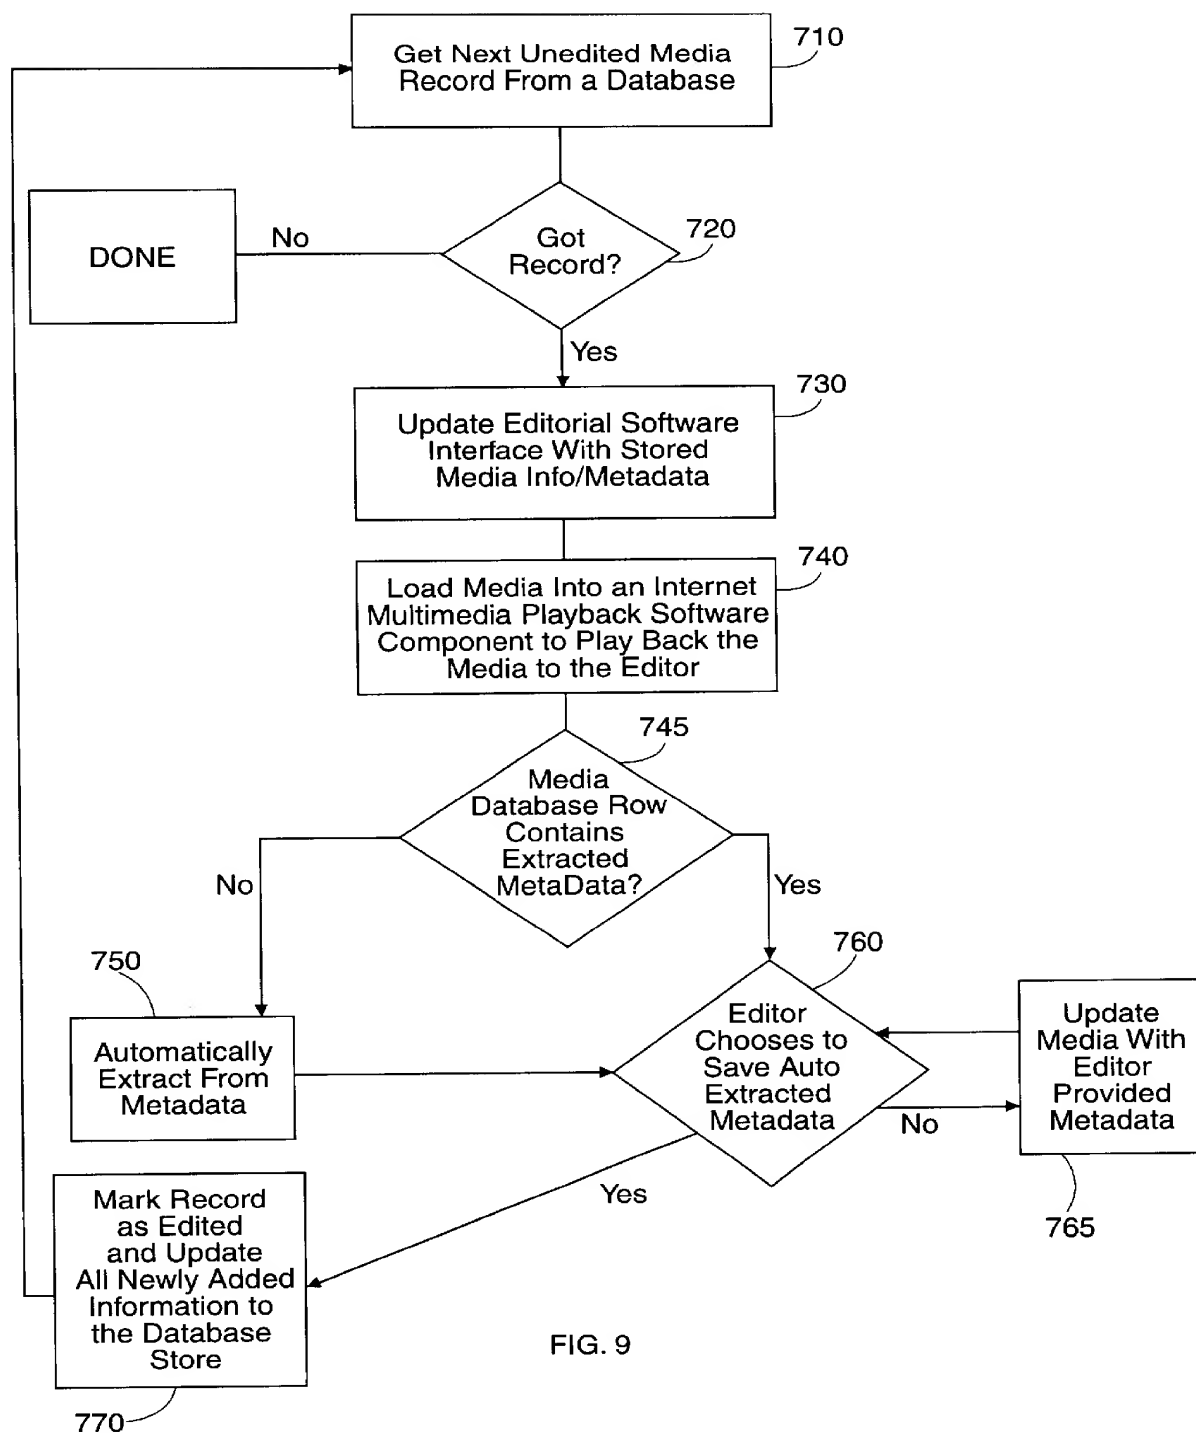 710
Get Next Unedited Media
Record From a Database
720
Got
Record?
No
DONE
Yes
730
Update Editorial Software
Interface With Stored
Media Info/Metadata
740
Load Media Into an Internet
Multimedia Playback Software
Component to Play Back the
Media to the Editor
745
Media
Database Row
Contains
Extracted
MetaData?
No
Yes
750
Automatically
Extract From
Metadata
760
Editor
Chooses to
Save Auto
Extracted
Metadata
No
Update
Media With
Editor
Provided
Metadata
765
Yes
Mark Record
as Edited
and Update
All Newly Added
Information to
the Database
Store
770
FIG. 9